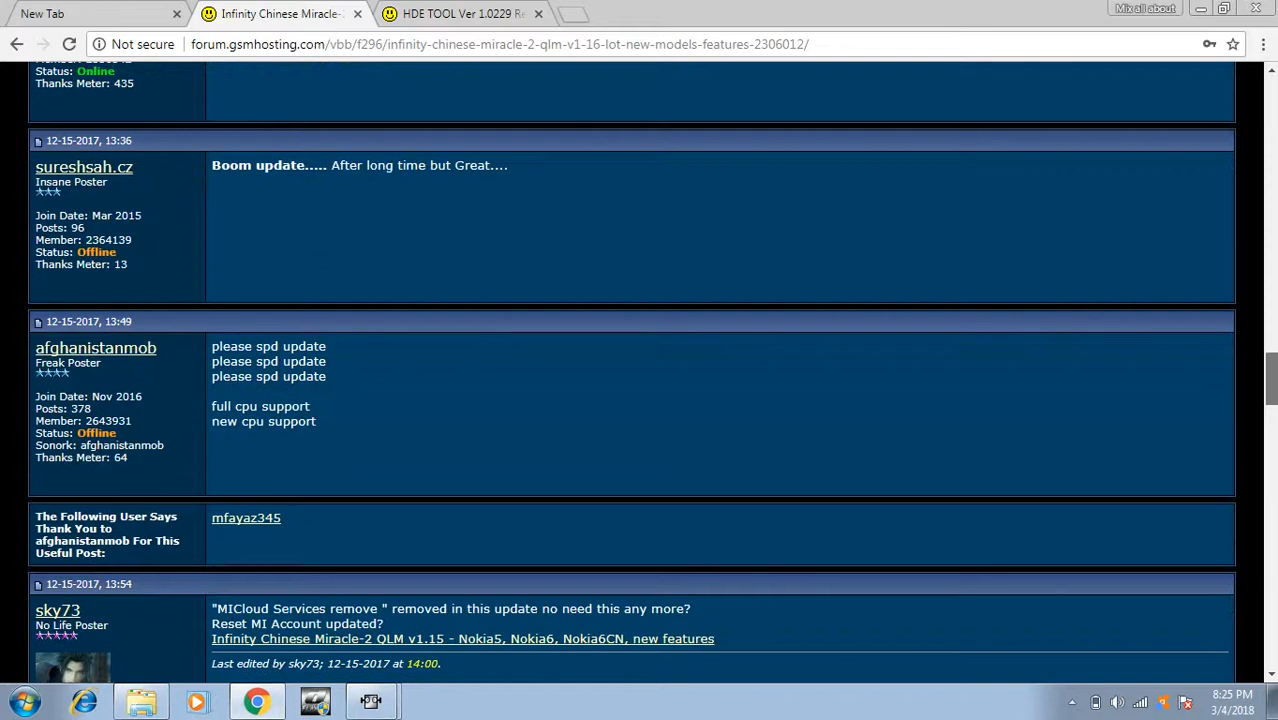 New Tab
Infinity Chinese Miracle-
HDE TOOL Ver 1.0229 Re
Mix all about
Not secure
forum.gsmhosting.com/vbb/f296/infinity-chinese-miracle-2-qlm-v1-16-lot-new-models-features-2306012/
Status: Online
Thanks Meter: 435
12-15-2017, 13:36
sureshsah.cz
Insane Poster
Join Date: Mar 2015
Posts: 96
Member: 2364139
Status: Offline
Thanks Meter: 13
Boom update..... After long time but Great....
12-15-2017, 13:49
afghanistanmob
Freak Poster
Join Date: Nov 2016
Posts: 378
Member: 2643931
Status: Offline
Sonork: afghanistanmob
Thanks Meter: 64
please spd update
please spd update
please spd update
full cpu support
new cpu support
The Following User Says
Thank You to
afghanistanmob For This
Useful Post:
mfayaz345
12-15-2017, 13:54
sky73
No Life Poster
"MICloud Services remove " removed in this update no need this any more?
Reset MI Account updated?
Infinity Chinese Miracle-2 QLM v1.15 - Nokia5, Nokia6, Nokia6CN, new features
Last edited by sky73; 12-15-2017 at 14:00.
8:25 PM
3/4/2018